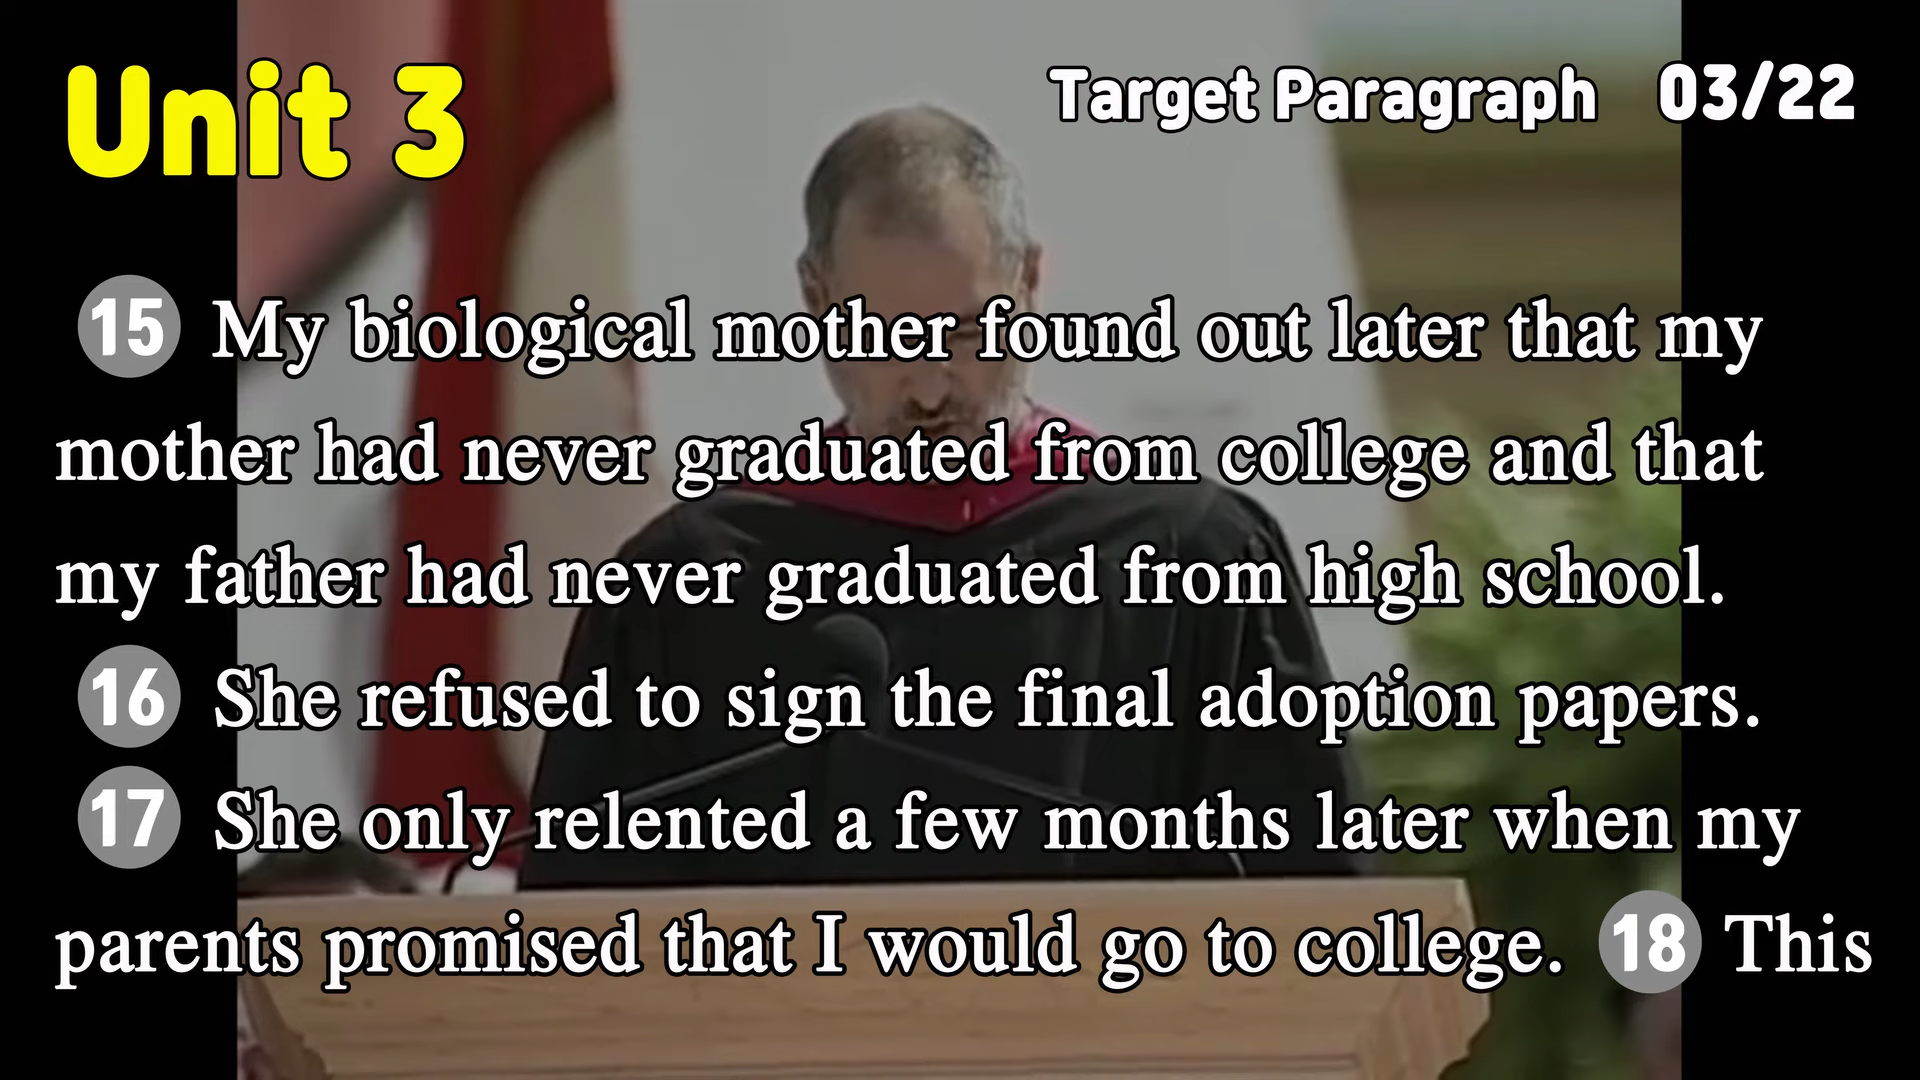 Unit 3
Target Paragraph 03/22
15 My biological mother found out later that my
mother had never graduated from college and that
my father had never graduated from high school.
16 She refused to sign the final adoption papers.
17 She only relented a few months later when my
parents promised that I would go to college. 18 This